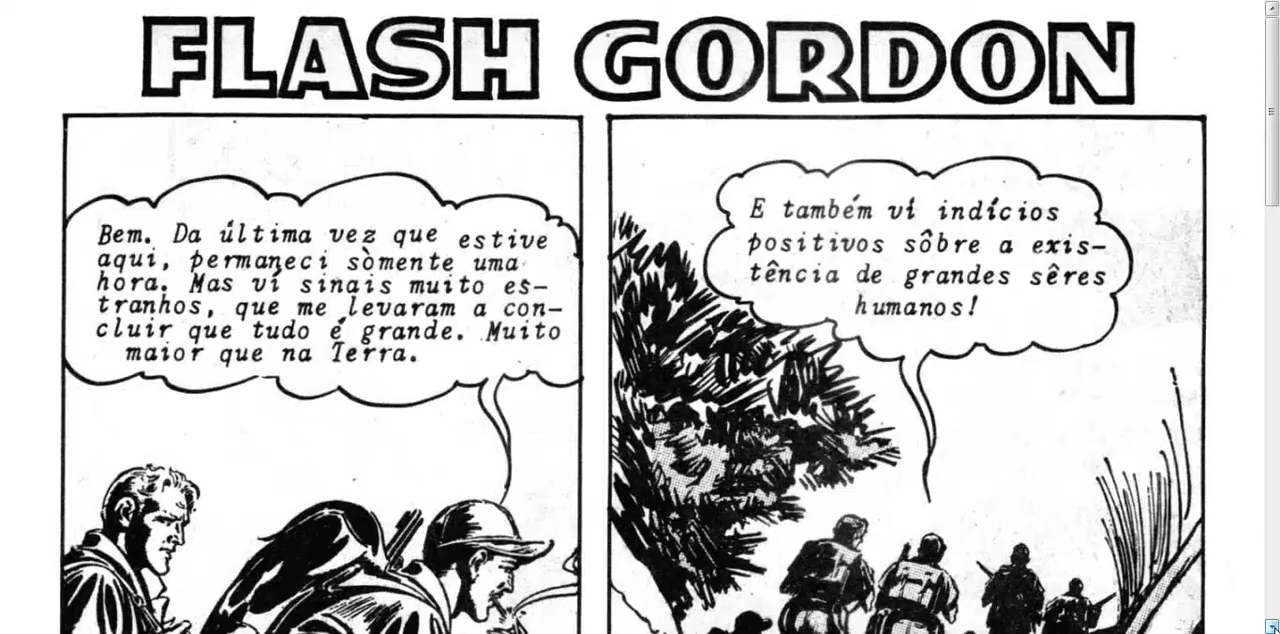 FLASH GORDON
Bem. Da última vez que estive
aqui, permaneci sòmente uma
hora. Mas ví sinais muito es-
tranhos, que me levaram a con-
cluir que tudo é grande. Muito
maior que na Terra.
E também ví indícios
positivos sôbre a exis-
tência de grandes sêres
humanos!